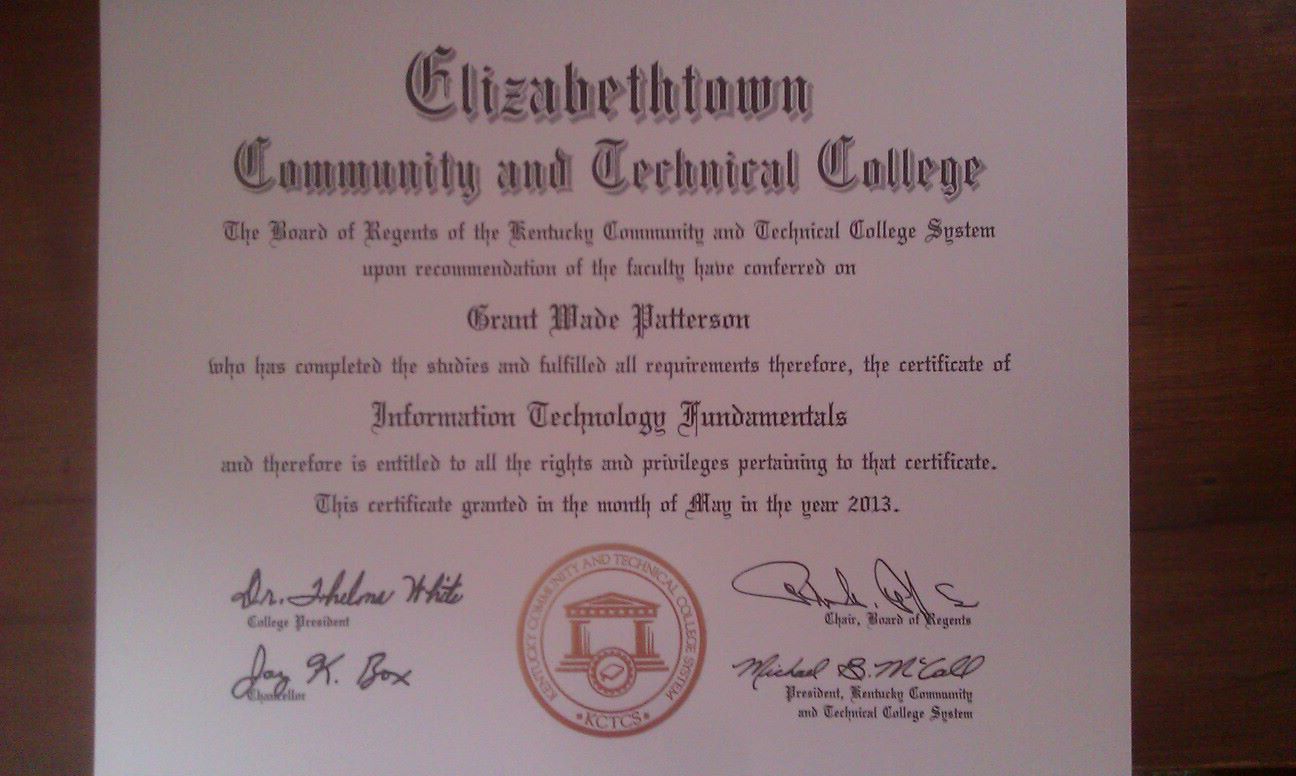 Elizabethtown
Community and Technical College
The Board of Regents of the Kentucky Community and Technical College System
upon recommendation of the faculty have conferred on
Grant Wade Patterson
who has completed the studies and fulfilled all requirements therefore, the certificate of
Information Technology Fundamentals
and therefore is entitled to all the rights and privileges pertaining to that certificate.
This certificate granted in the month of May in the year 2013.
Dr. Thelma White
College President
Jay K. Box
Chancellor
KENTUCKY COMMUNITY AND TECHNICAL COLLEGE SYSTEM
• KCTCS •
Chair, Board of Regents
Michael B. McCall
President, Kentucky Community
and Technical College System